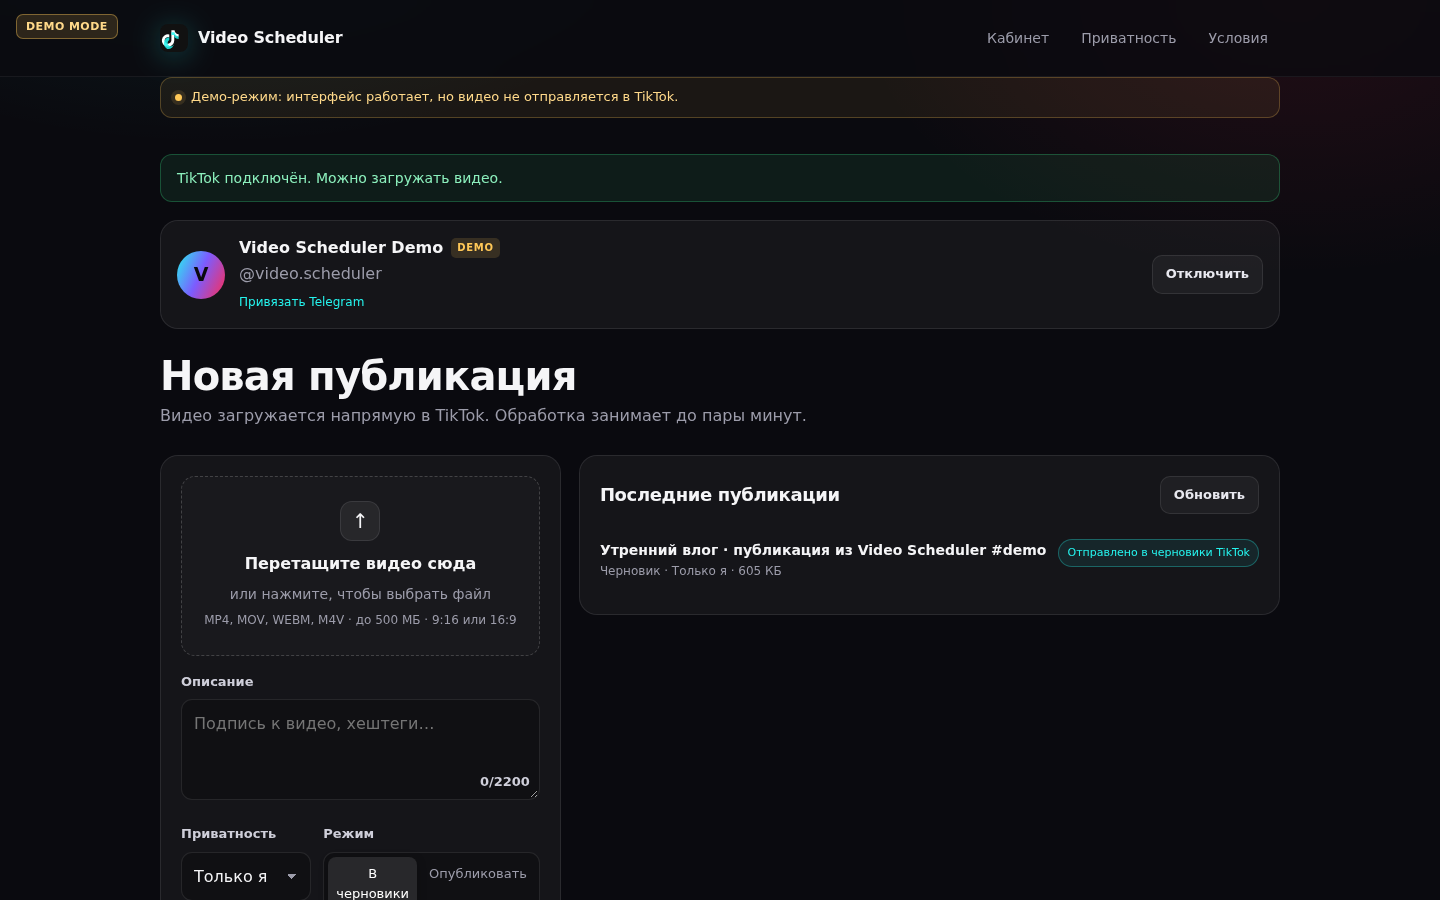 DEMO MODE
Video Scheduler
Кабинет
Приватность
Условия
Демо-режим: интерфейс работает, но видео не отправляется в TikTok.
TikTok подключён. Можно загружать видео.
V
Video Scheduler Demo DEMO
@video.scheduler
Привязать Telegram
Отключить
Новая публикация
Видео загружается напрямую в TikTok. Обработка занимает до пары минут.
↑
Перетащите видео сюда
или нажмите, чтобы выбрать файл
MP4, MOV, WEBM, M4V · до 500 МБ · 9:16 или 16:9
Описание
Подпись к видео, хештеги…
0/2200
Приватность
Только я
Режим
В
черновики
Опубликовать
Последние публикации
Обновить
Утренний влог · публикация из Video Scheduler #demo
Отправлено в черновики TikTok
Черновик · Только я · 605 КБ